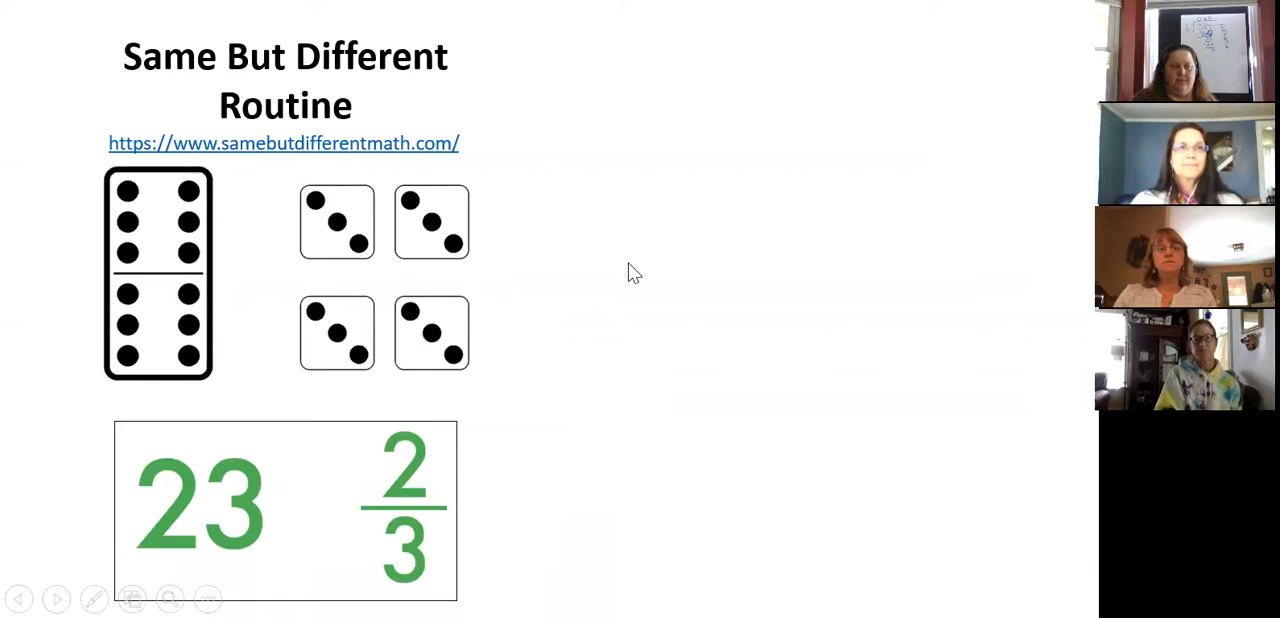 Same But Different
Routine
https://www.samebutdifferentmath.com/
23
2
3